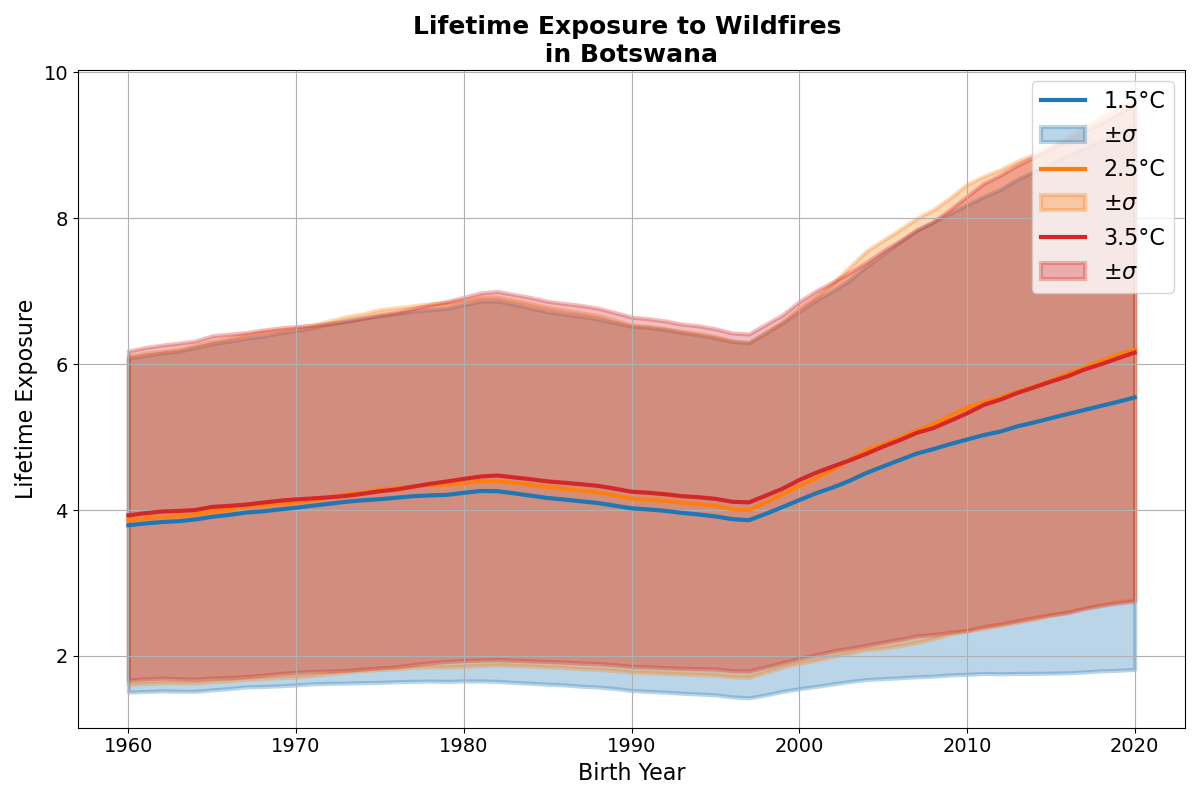 Lifetime Exposure to Wildfires
in Botswana
10
8
6
4
2
Lifetime Exposure
1960
1970
1980
1990
2000
2010
2020
Birth Year
1.5°C
±σ
2.5°C
±σ
3.5°C
±σ